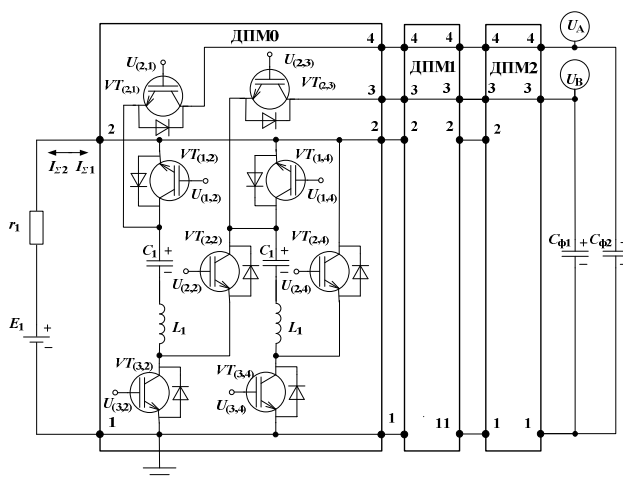 ДПМ0
4 4 4 4 4
U_A
U(2,1)
U(2,3)
VT(2,1)
VT(2,3)
ДПМ1
ДПМ2
U_B
3 3 3 3 3
2
2 2 2 2
I_Σ2 I_Σ1
VT(1,2)
VT(1,4)
U(1,2)
U(1,4)
r1
VT(2,2)
VT(2,4)
C1 +
−
C1 +
−
Cф1 +
−
Cф2 +
−
U(2,2)
U(2,4)
E1 +
−
L1
L1
VT(3,2)
VT(3,4)
U(3,2)
U(3,4)
1
1 1 11 1 1